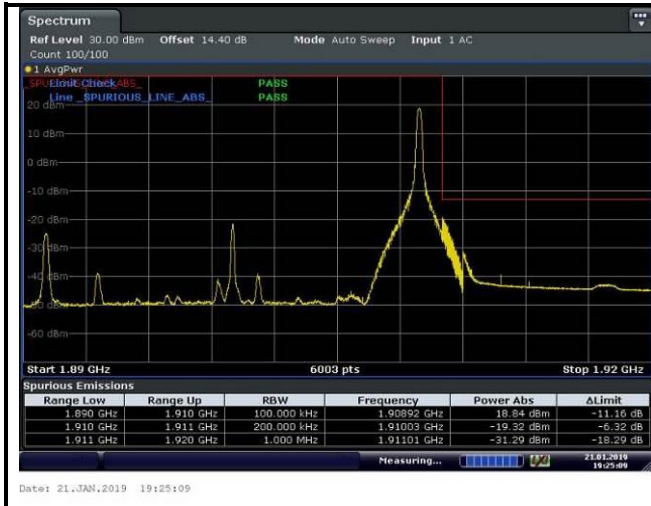 Spectrum
Ref Level 30.00 dBm Offset 14.40 dB Mode Auto Sweep Input 1 AC
Count 100/100
1 AvgPwr
Limit Check PASS
Line _SPURIOUS_LINE_ABS_ PASS
20 dBm
10 dBm
0 dBm
-10 dBm
-20 dBm
-30 dBm
-40 dBm
-60 dBm
Start 1.89 GHz 6003 pts Stop 1.92 GHz
Spurious Emissions
Range Low Range Up RBW Frequency Power Abs ΔLimit
1.890 GHz 1.910 GHz 100.000 kHz 1.90892 GHz 18.84 dBm -11.16 dB
1.910 GHz 1.911 GHz 200.000 kHz 1.91003 GHz -19.32 dBm -6.32 dB
1.911 GHz 1.920 GHz 1.000 MHz 1.91101 GHz -31.29 dBm -18.29 dB
Measuring... 21.01.2019
19:25:09
Date: 21.JAN.2019 19:25:09